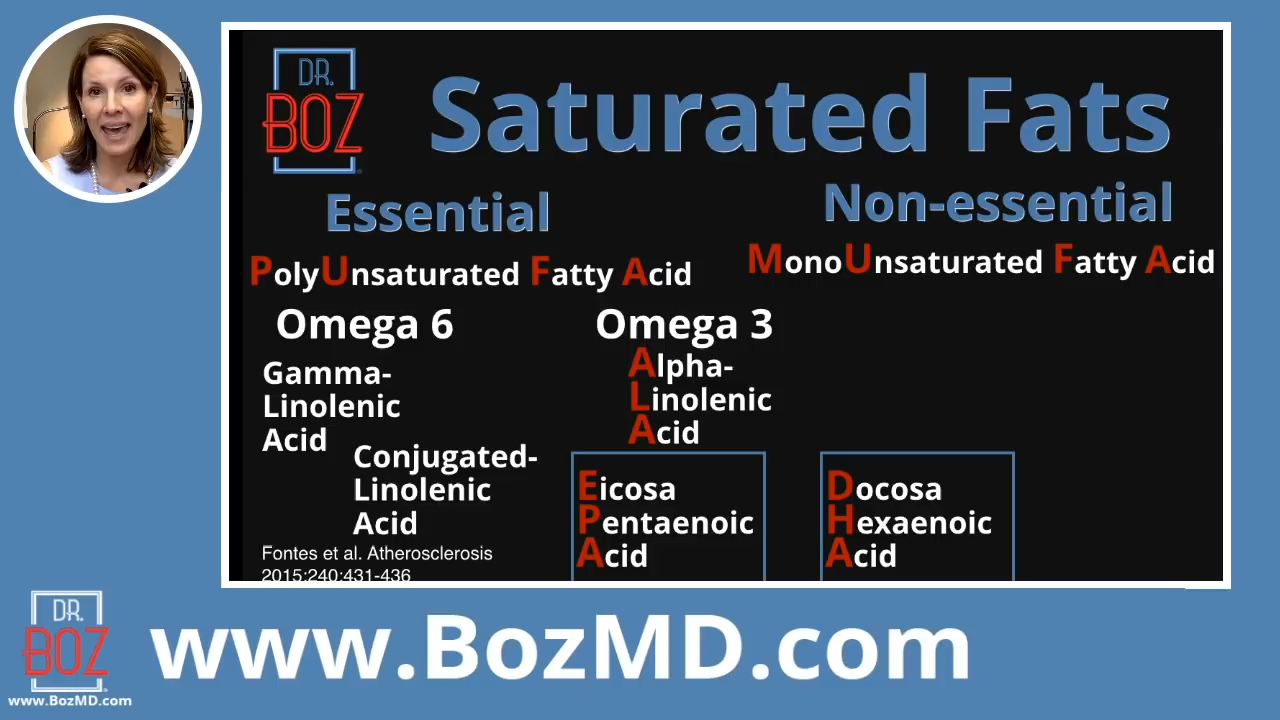 DR.
BOZ
Saturated Fats
Essential
Non-essential
PolyUnsaturated Fatty Acid
MonoUnsaturated Fatty Acid
Omega 6
Omega 3
Gamma-
Linolenic
Acid
Conjugated-
Linolenic
Acid
Alpha-
Linolenic
Acid
Eicosa
Pentaenoic
Acid
Docosa
Hexaenoic
Acid
Fontes et al. Atherosclerosis
2015;240:431-436
DR.
BOZ
www.BozMD.com
www.BozMD.com